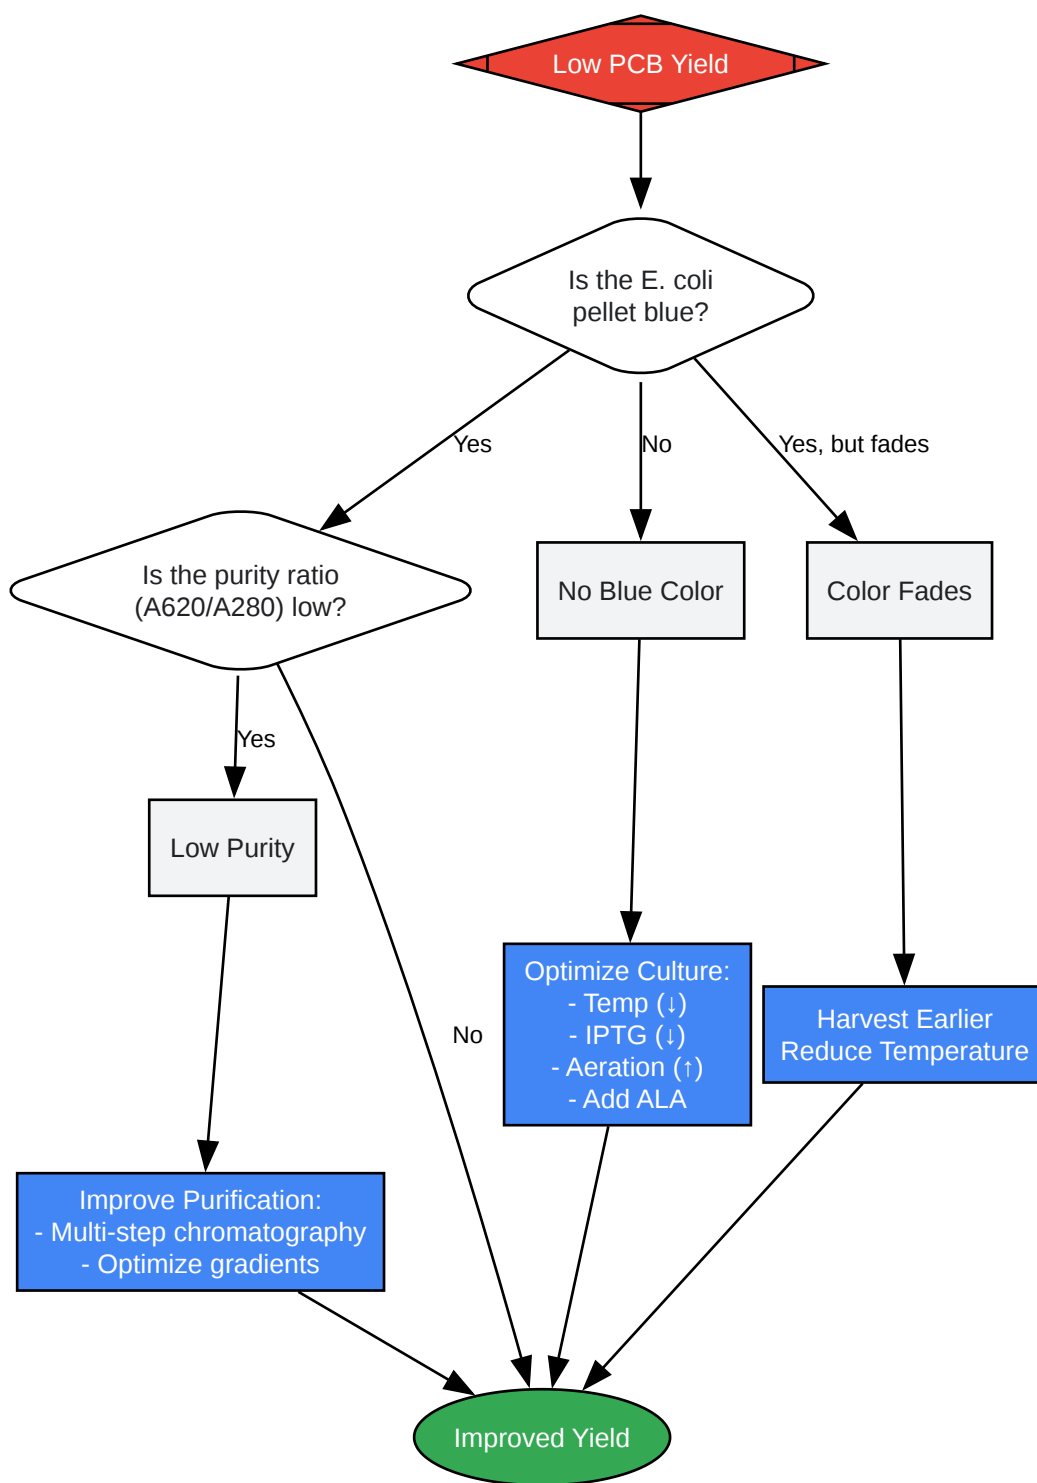 Low PCB Yield
Is the E. coli
pellet blue?
Yes
No
Yes, but fades
Is the purity ratio
(A620/A280) low?
No Blue Color
Color Fades
Yes
Low Purity
No
Optimize Culture:
- Temp (↓)
- IPTG (↓)
- Aeration (↑)
- Add ALA
Harvest Earlier
Reduce Temperature
Improve Purification:
- Multi-step chromatography
- Optimize gradients
Improved Yield